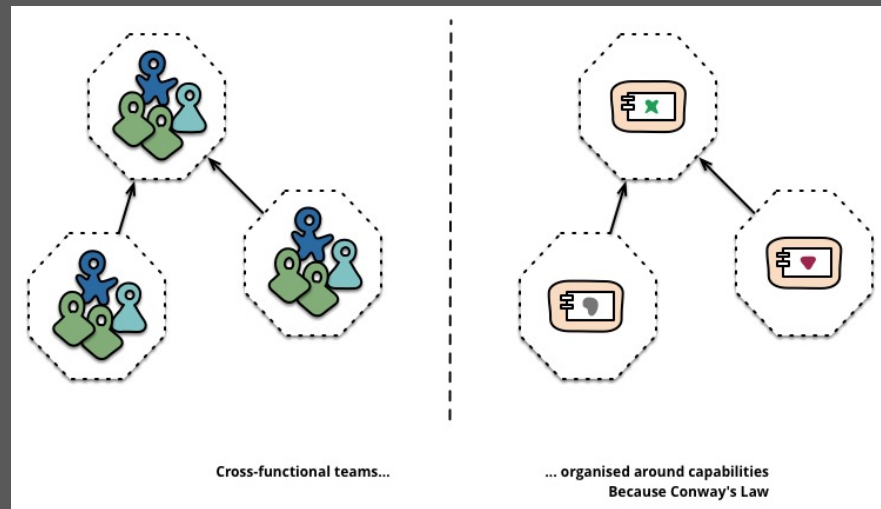 Cross-functional teams...
... organised around capabilities
Because Conway's Law